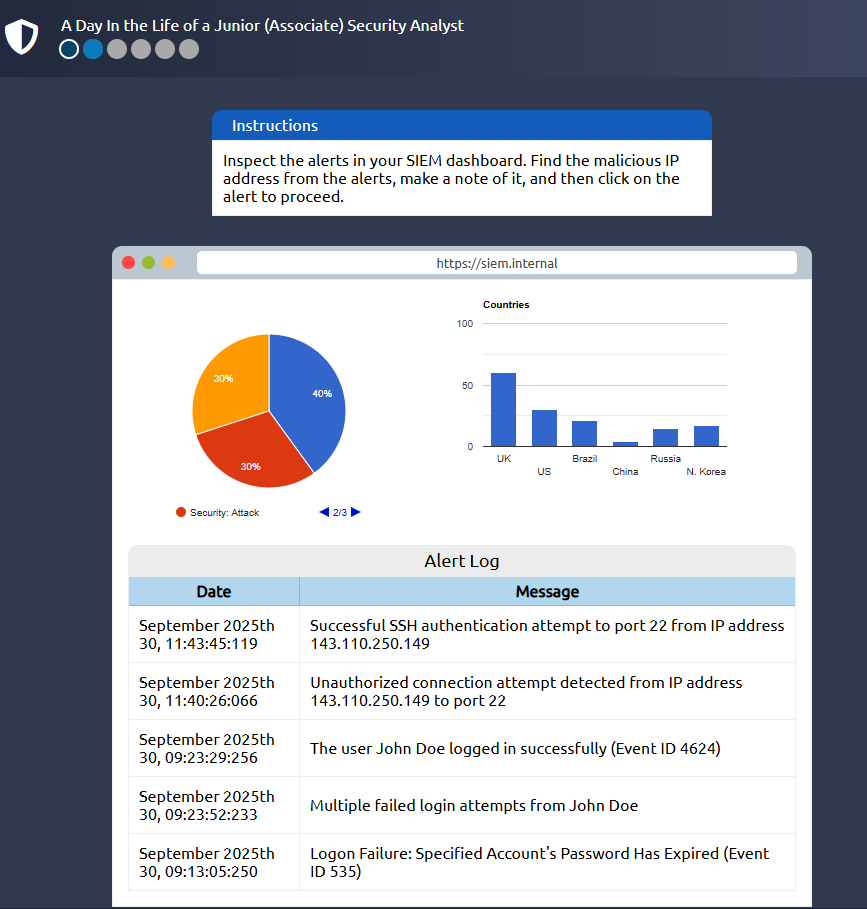 A Day In the Life of a Junior (Associate) Security Analyst
Instructions
Inspect the alerts in your SIEM dashboard. Find the malicious IP
address from the alerts, make a note of it, and then click on the
alert to proceed.
https://siem.internal
40%
30%
30%
Security: Attack
2/3
Countries
100
50
0
UK
US
Brazil
China
Russia
N. Korea
Alert Log
Date
Message
September 2025th
30, 11:43:45:119
Successful SSH authentication attempt to port 22 from IP address
143.110.250.149
September 2025th
30, 11:40:26:066
Unauthorized connection attempt detected from IP address
143.110.250.149 to port 22
September 2025th
30, 09:23:29:256
The user John Doe logged in successfully (Event ID 4624)
September 2025th
30, 09:23:52:233
Multiple failed login attempts from John Doe
September 2025th
30, 09:13:05:250
Logon Failure: Specified Account's Password Has Expired (Event
ID 535)